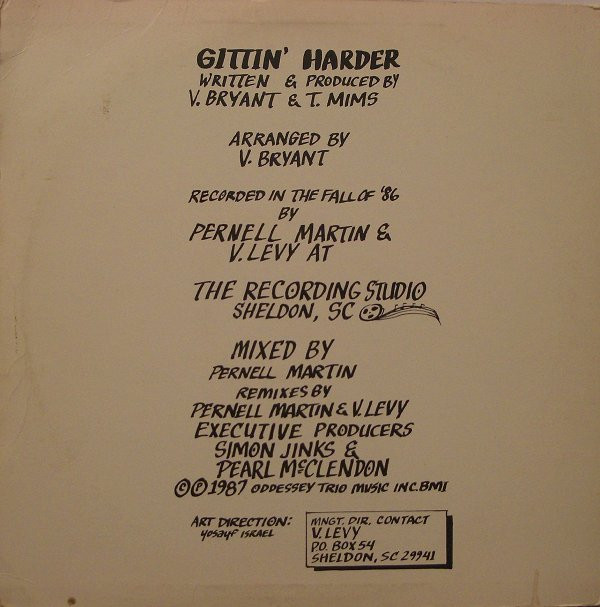 GITTIN' HARDER
WRITTEN & PRODUCED BY
V. BRYANT & T. MIMS
ARRANGED BY
V. BRYANT
RECORDED IN THE FALL OF '86
BY
PERNELL MARTIN &
V. LEVY AT
THE RECORDING STUDIO
SHELDON, SC
MIXED BY
PERNELL MARTIN
REMIXES BY
PERNELL MARTIN & V. LEVY
EXECUTIVE PRODUCERS
SIMON JINKS &
PEARL McCLENDON
©℗1987 ODDESSEY TRIO MUSIC INC. BMI
ART DIRECTION:
YOSAYF ISRAEL
MNGT. DIR. CONTACT
V. LEVY
P.O. BOX 54
SHELDON, SC 29941